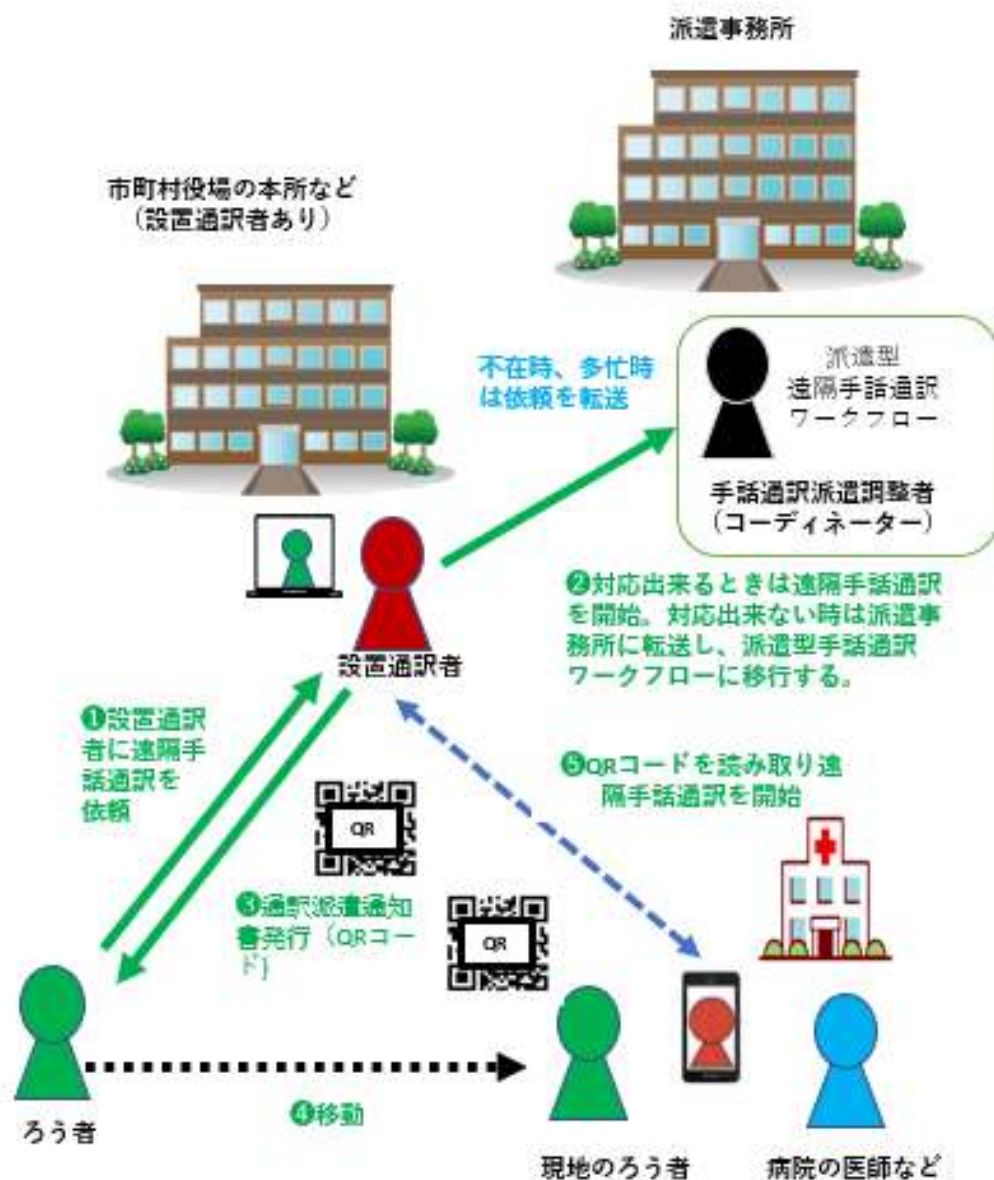 派遣事務所
市町村役場の本所など
（設置通訳者あり）
不在時、多忙時
は依頼を転送
派遣型
遠隔手話通訳
ワークフロー
手話通訳派遣調整者
（コーディネーター）
❷対応出来るときは遠隔手話通訳
を開始。対応出来ない時は派遣事
務所に転送し、派遣型手話通訳
ワークフローに移行する。
設置通訳者
❶設置通訳
者に遠隔手
話通訳を
依頼
❺QRコードを読み取り遠
隔手話通訳を開始
QR
❸通訳派遣通知
書発行（QRコー
ド)
QR
❹移動
ろう者
現地のろう者
病院の医師など